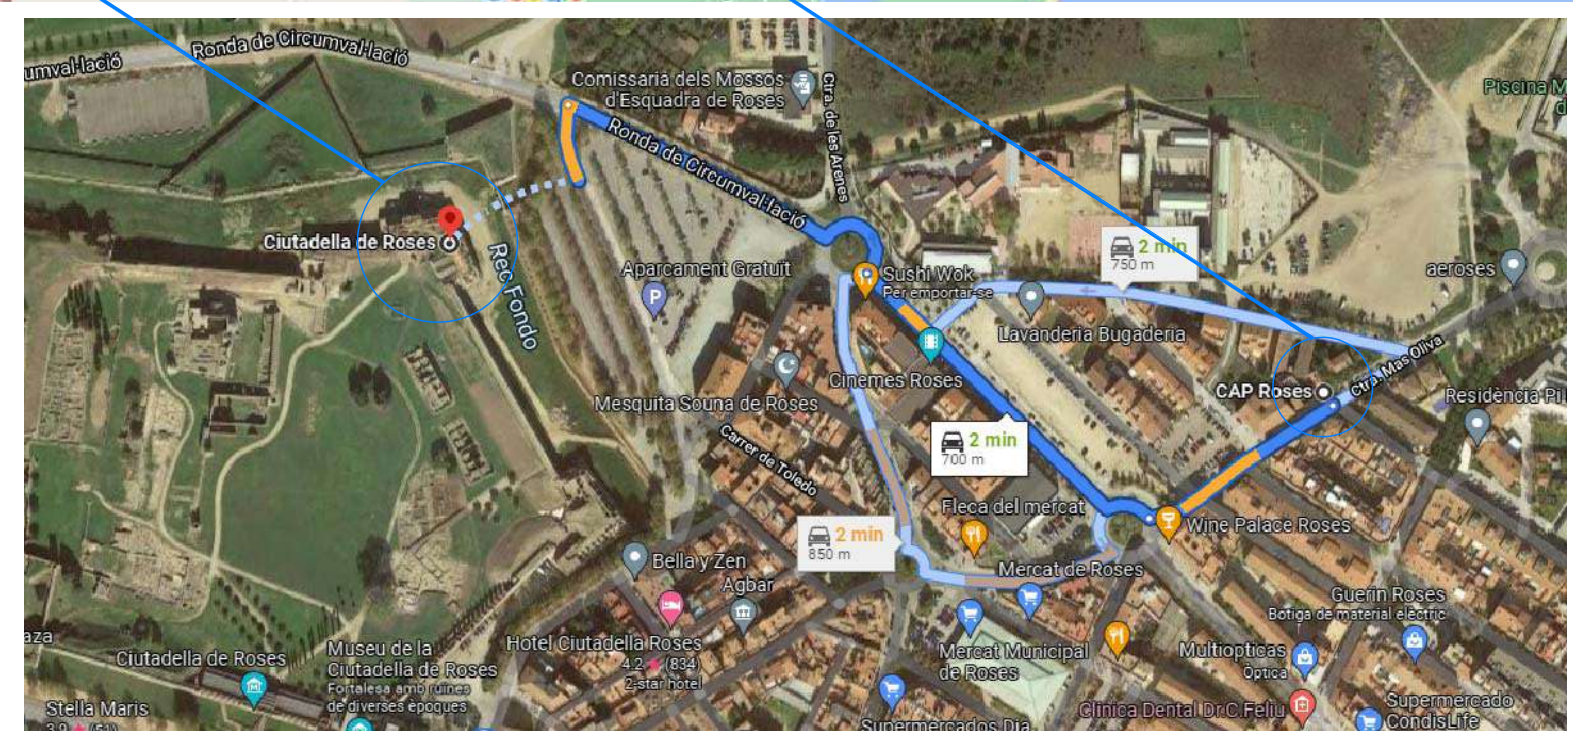 Ronda de Circumval·lació
umval·lació
Comissaria dels Mossos
d'Esquadra de Roses
Ctra. de les Arenes
Piscina M
d
Ronda de Circumval·lació
Ciutadella de Roses
Rec Fondo
Aparcament Gratuït
P
Sushi Wok
Per emportar-se
2 min
750 m
aeroses
Lavanderia Bugaderia
Cinemes Roses
Mesquita Souna de Roses
CAP Roses
Ctra. Mas Oliva
Residència Pi
Carrer de Toledo
2 min
700 m
Fleca del mercat
Wine Palace Roses
2 min
850 m
Bella y Zen
Agbar
Mercat de Roses
Guerin Roses
Botiga de material elèctric
aza
Ciutadella de Roses
Museu de la
Ciutadella de Roses
Fortalesa amb ruïnes
de diverses èpoques
Hotel Ciutadella Roses
4.2 ★ (834)
2-star hotel
Mercat Municipal
de Roses
Multiopticas
Òptica
Stella Maris
3.9 ★ (51)
Supermercados Dia
Clínica Dental Dr.C.Feliu
Supermercado
CondisLife